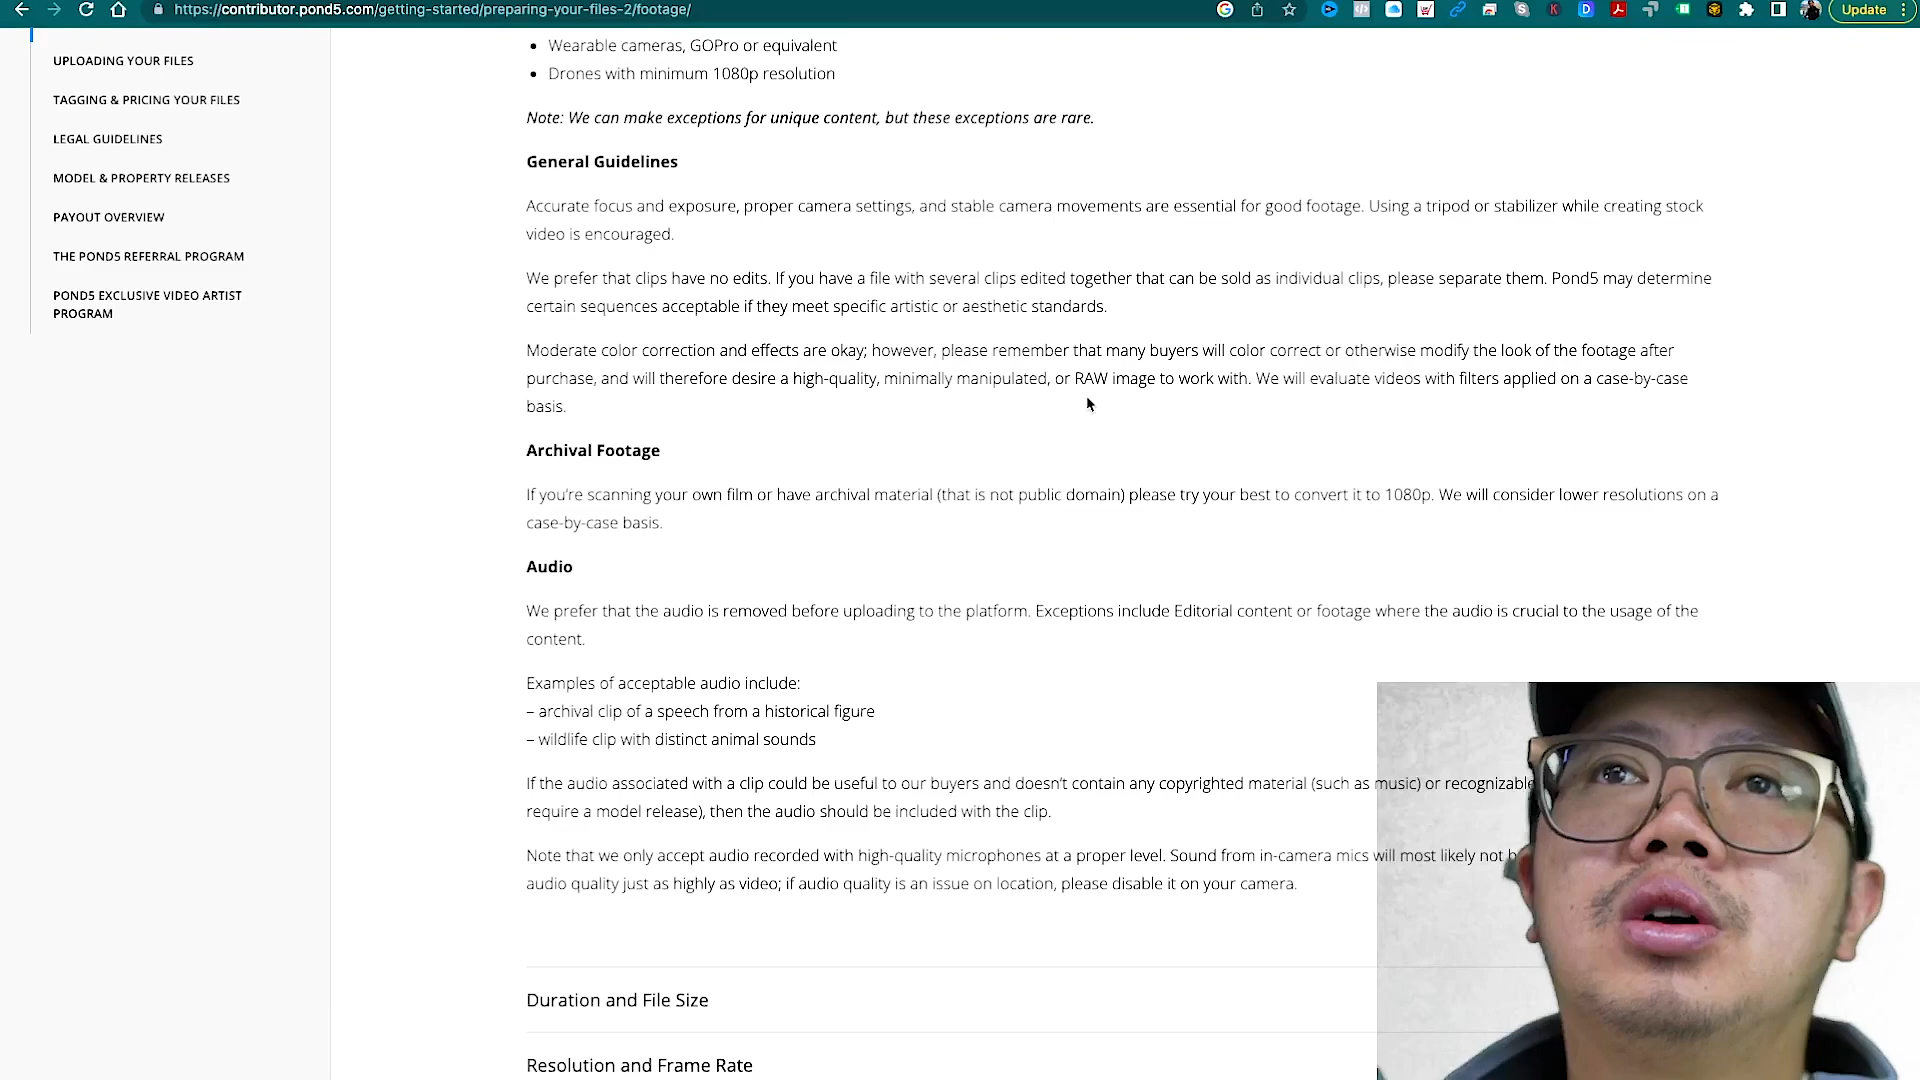 https://contributor.pond5.com/getting-started/preparing-your-files-2/footage/
Update
UPLOADING YOUR FILES
TAGGING & PRICING YOUR FILES
LEGAL GUIDELINES
MODEL & PROPERTY RELEASES
PAYOUT OVERVIEW
THE POND5 REFERRAL PROGRAM
POND5 EXCLUSIVE VIDEO ARTIST
PROGRAM
• Wearable cameras, GOPro or equivalent
• Drones with minimum 1080p resolution
Note: We can make exceptions for unique content, but these exceptions are rare.
General Guidelines
Accurate focus and exposure, proper camera settings, and stable camera movements are essential for good footage. Using a tripod or stabilizer while creating stock
video is encouraged.
We prefer that clips have no edits. If you have a file with several clips edited together that can be sold as individual clips, please separate them. Pond5 may determine
certain sequences acceptable if they meet specific artistic or aesthetic standards.
Moderate color correction and effects are okay; however, please remember that many buyers will color correct or otherwise modify the look of the footage after
purchase, and will therefore desire a high-quality, minimally manipulated, or RAW image to work with. We will evaluate videos with filters applied on a case-by-case
basis.
Archival Footage
If you're scanning your own film or have archival material (that is not public domain) please try your best to convert it to 1080p. We will consider lower resolutions on a
case-by-case basis.
Audio
We prefer that the audio is removed before uploading to the platform. Exceptions include Editorial content or footage where the audio is crucial to the usage of the
content.
Examples of acceptable audio include:
– archival clip of a speech from a historical figure
– wildlife clip with distinct animal sounds
If the audio associated with a clip could be useful to our buyers and doesn't contain any copyrighted material (such as music) or recognizable
require a model release), then the audio should be included with the clip.
Note that we only accept audio recorded with high-quality microphones at a proper level. Sound from in-camera mics will most likely not
audio quality just as highly as video; if audio quality is an issue on location, please disable it on your camera.
Duration and File Size
Resolution and Frame Rate